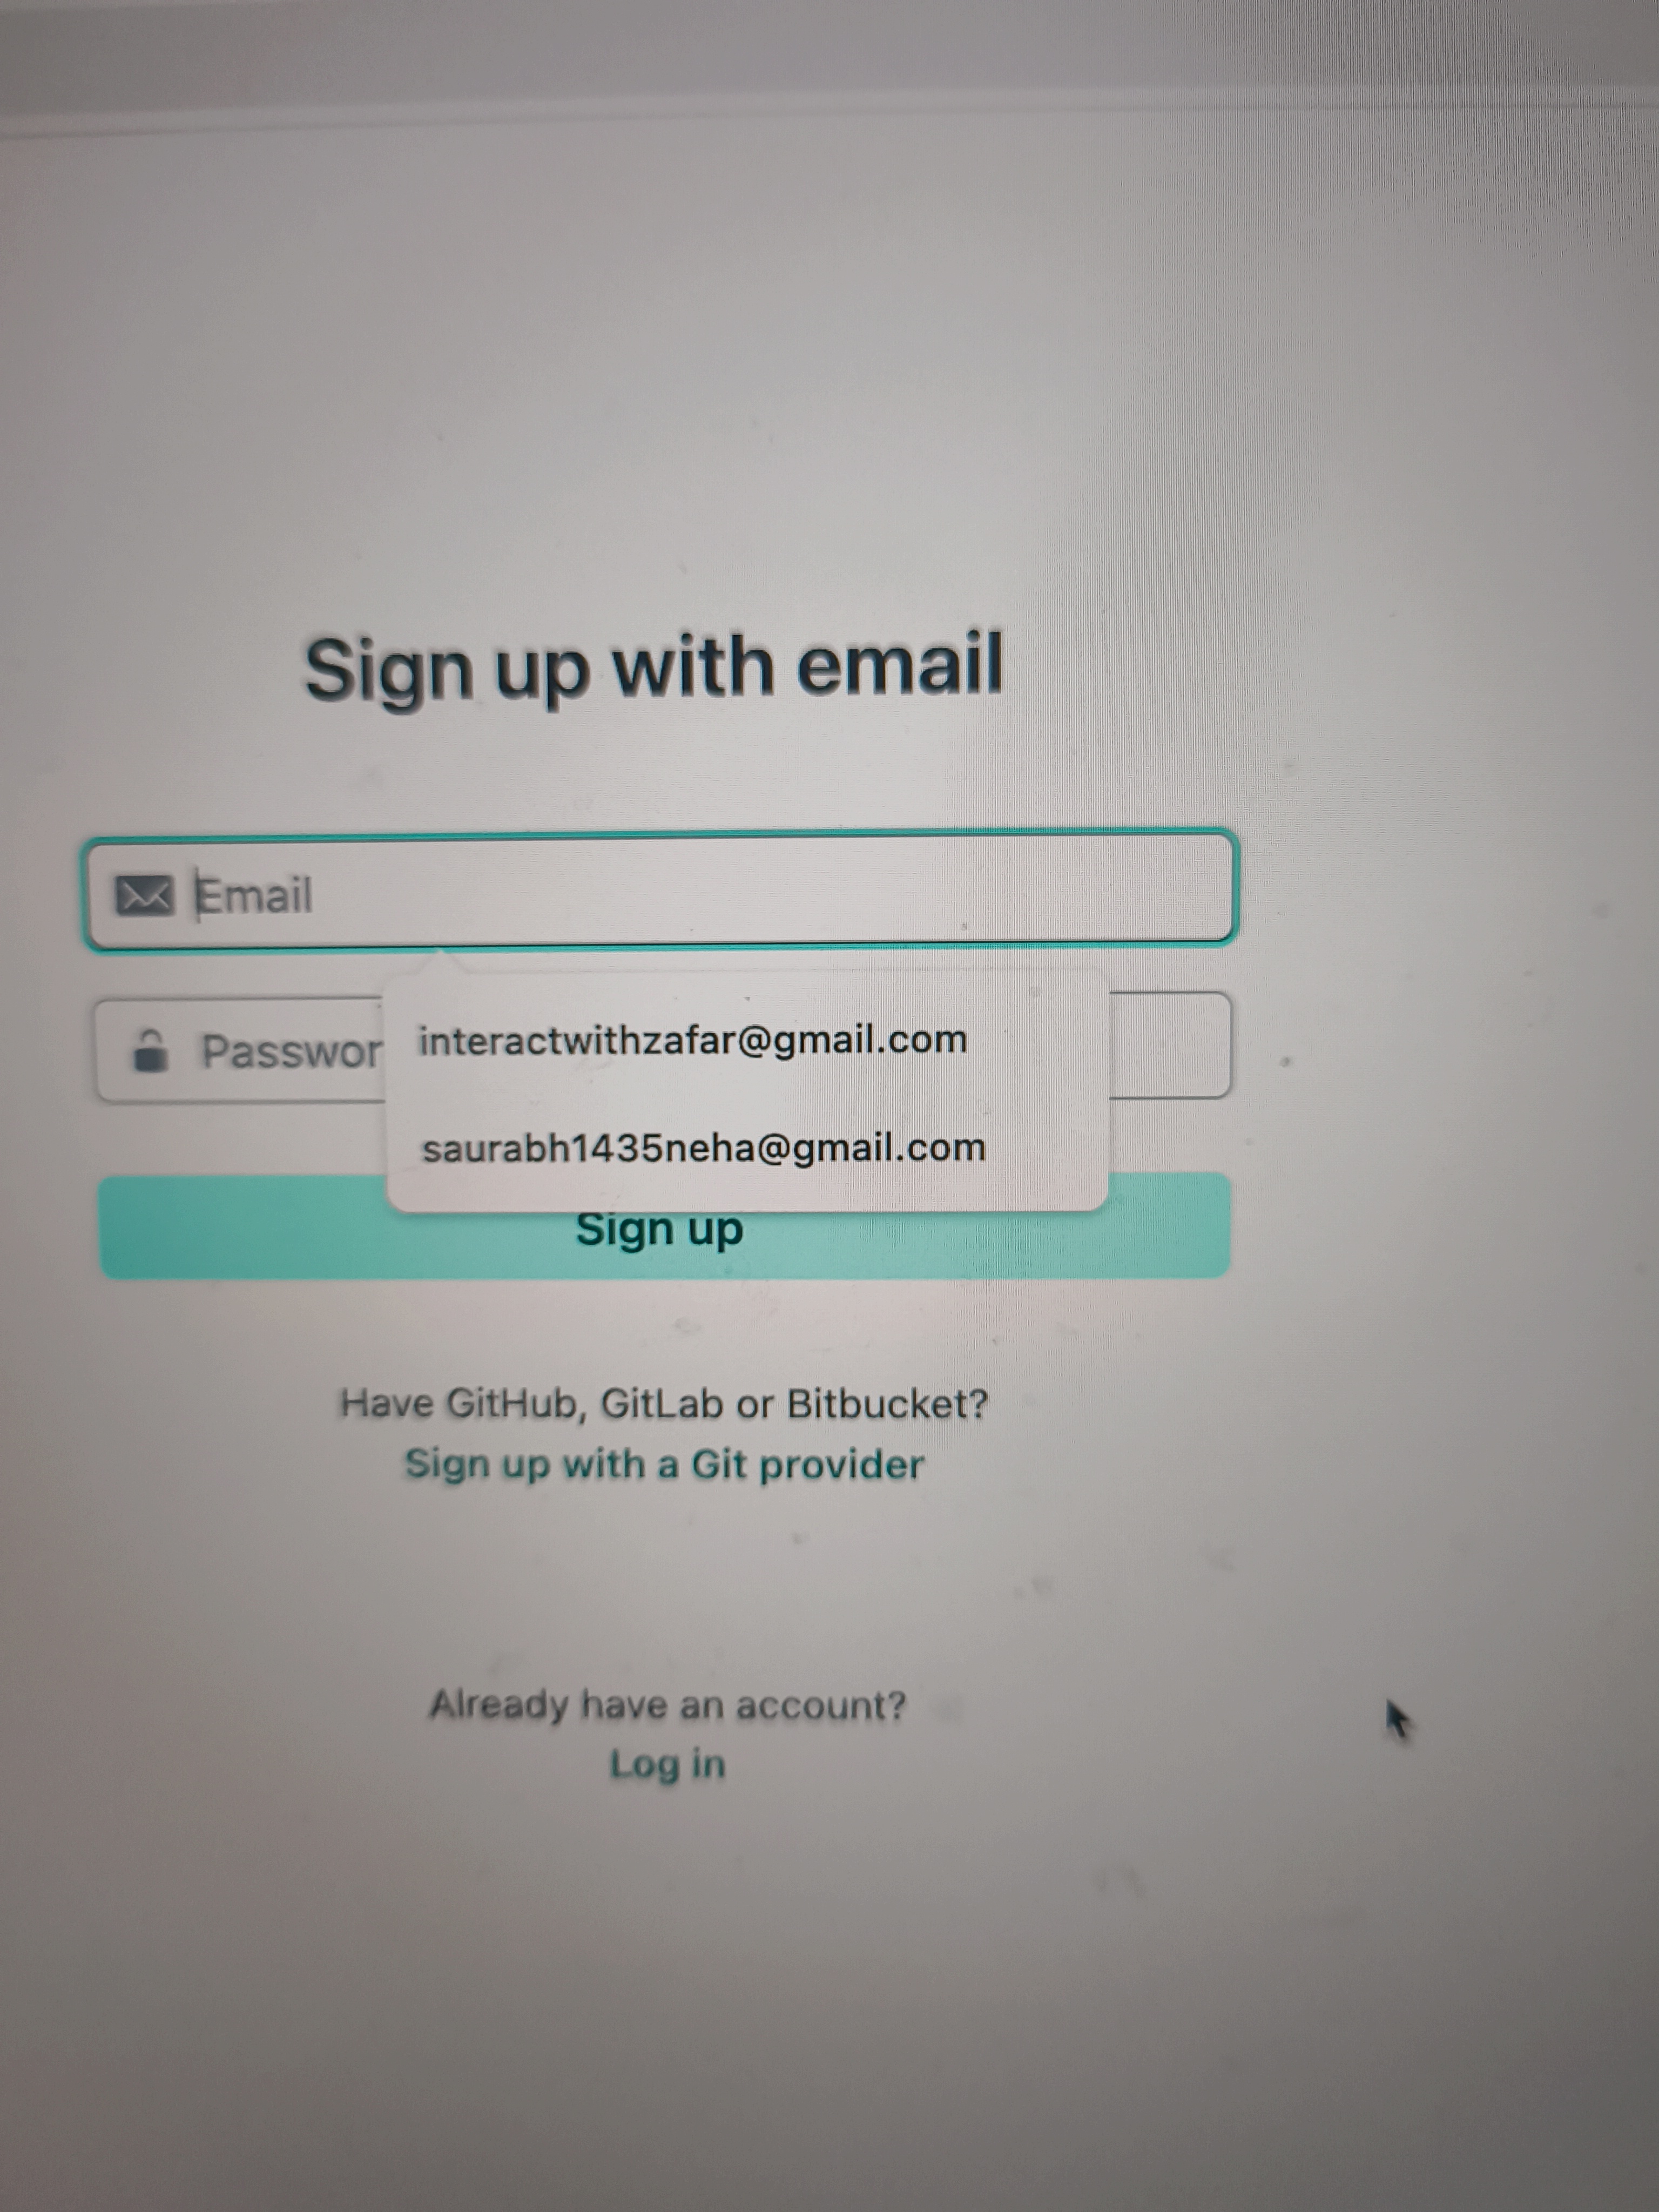 Sign up with email
Email
Passwor
interactwithzafar@gmail.com
saurabh1435neha@gmail.com
Sign up
Have GitHub, GitLab or Bitbucket?
Sign up with a Git provider
Already have an account?
Log in